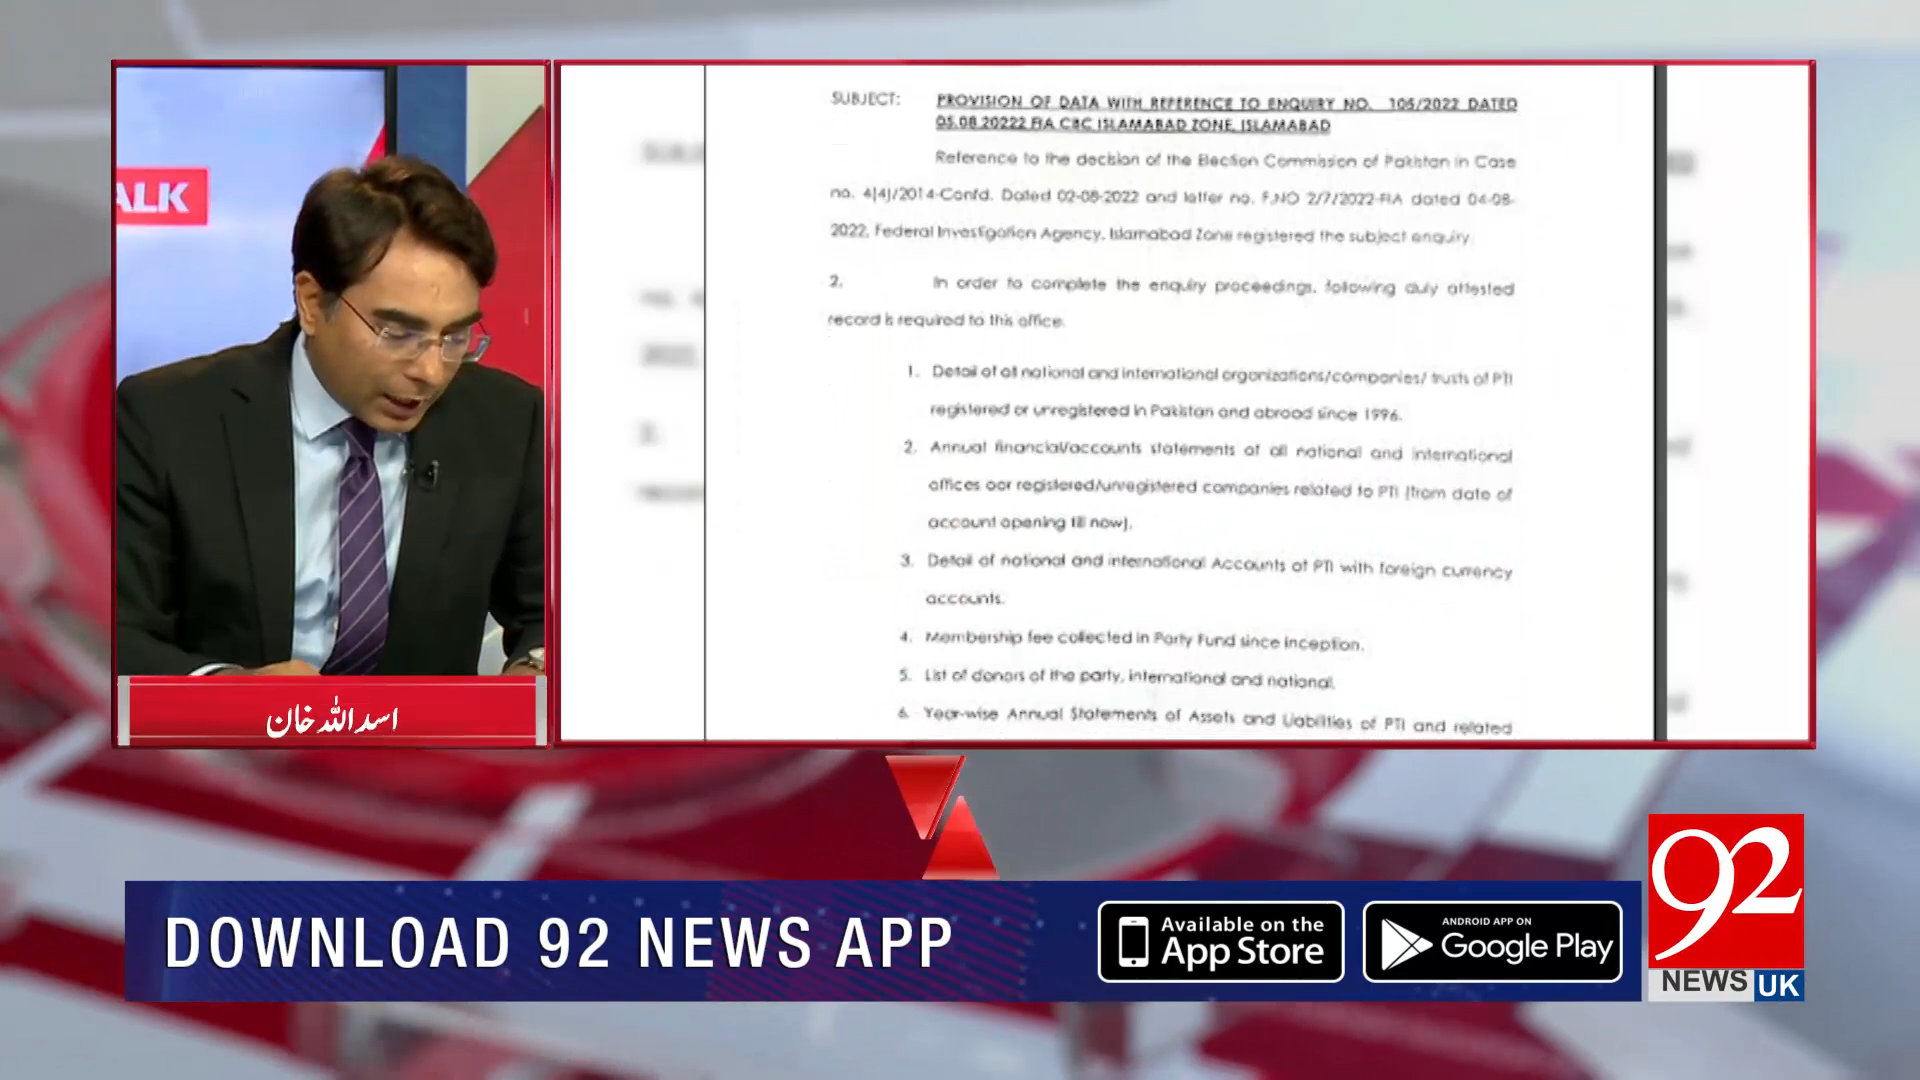 ALK
اسد اللہ خان
SUBJECT: PROVISION OF DATA WITH REFERENCE TO ENQUIRY NO. 105/2022 DATED
05.08.20222 FIA CBC ISLAMABAD ZONE, ISLAMABAD
Reference to the decision of the Election Commission of Pakistan in Case
no. 4(4)/2014-Confd. Dated 02-08-2022 and letter no. F.NO 2/7/2022-FIA dated 04-08-
2022, Federal Investigation Agency, Islamabad Zone registered the subject enquiry.
2. In order to complete the enquiry proceedings, following duly attested
record is required to this office.
1. Detail of all national and international organizations/companies/ trusts of PTI
registered or unregistered in Pakistan and abroad since 1996.
2. Annual financial/accounts statements of all national and international
offices oor registered/unregistered companies related to PTI (from date of
account opening till now).
3. Detail of national and international Accounts of PTI with foreign currency
accounts.
4. Membership fee collected in Party Fund since inception.
5. List of donors of the party, international and national.
6. Year-wise Annual Statements of Assets and Liabilities of PTI and related
DOWNLOAD 92 NEWS APP
Available on the
App Store
ANDROID APP ON
Google Play
92
NEWS UK